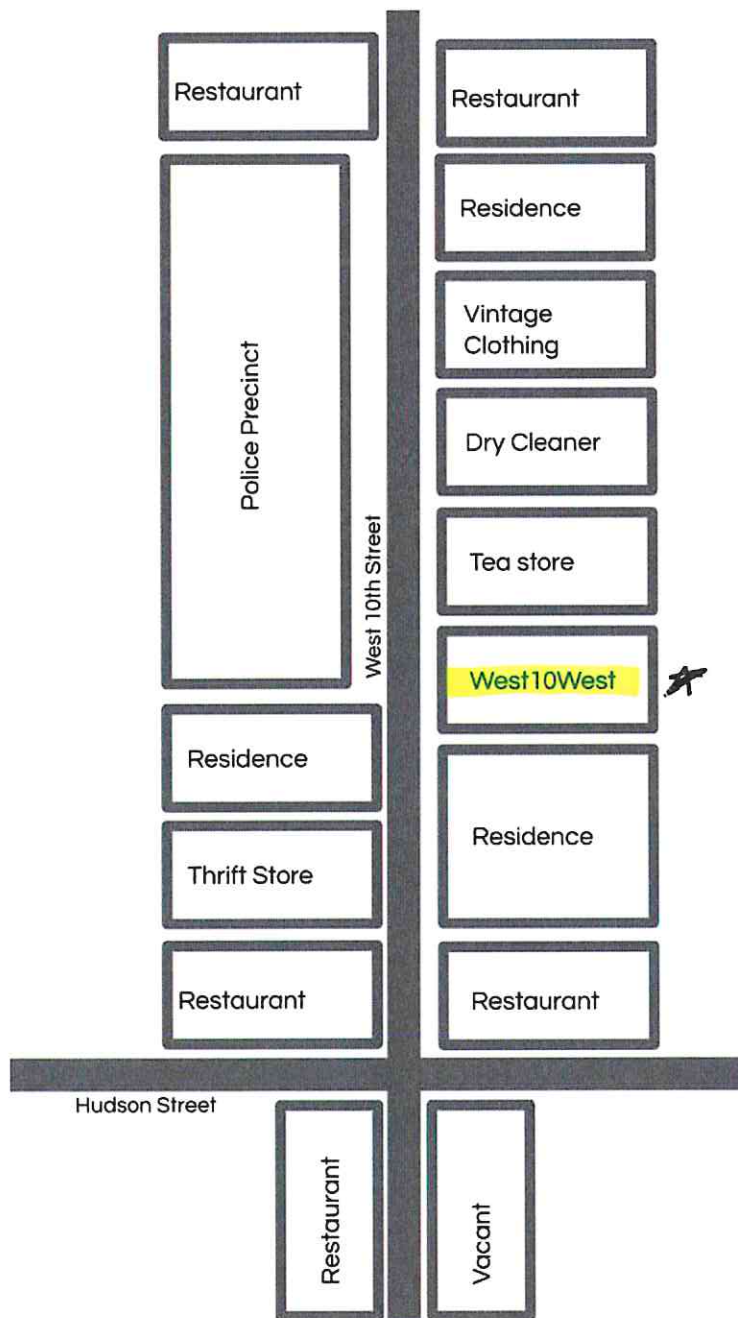 Restaurant
Restaurant
Residence
Vintage
Clothing
Police Precinct
Dry Cleaner
West 10th Street
Tea store
West10West
Residence
Residence
Thrift Store
Restaurant
Restaurant
Hudson Street
Restaurant
Vacant